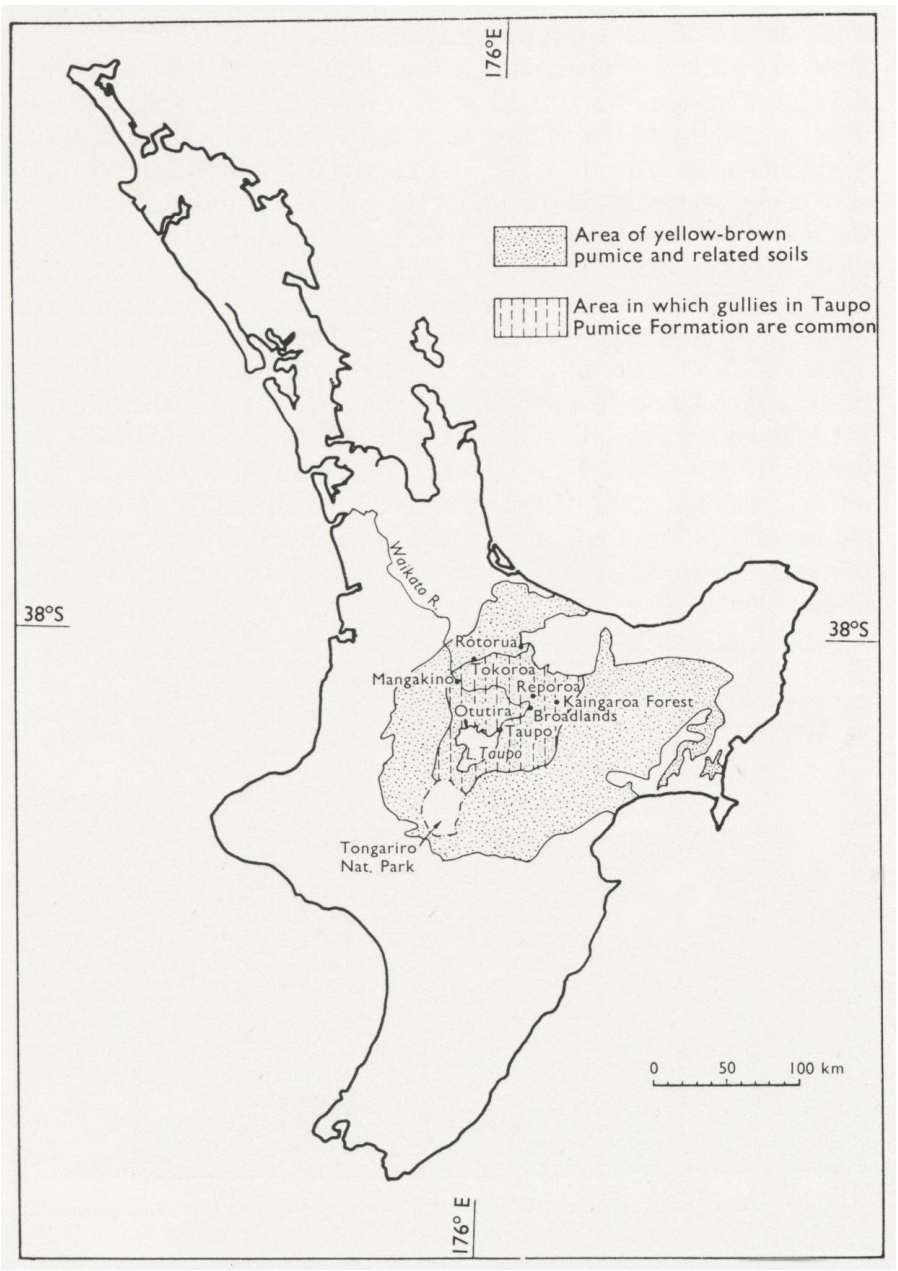 176°E
Area of yellow-brown
pumice and related soils
Area in which gullies in Taupo
Pumice Formation are common
Waikato R.
38°S
38°S
Rotorua
Tokoroa
Mangakino
Reporoa
Kaingaroa Forest
Otutira
Broadlands
Taupo
L. Taupo
Tongariro
Nat. Park
0 50 100 km
176° E